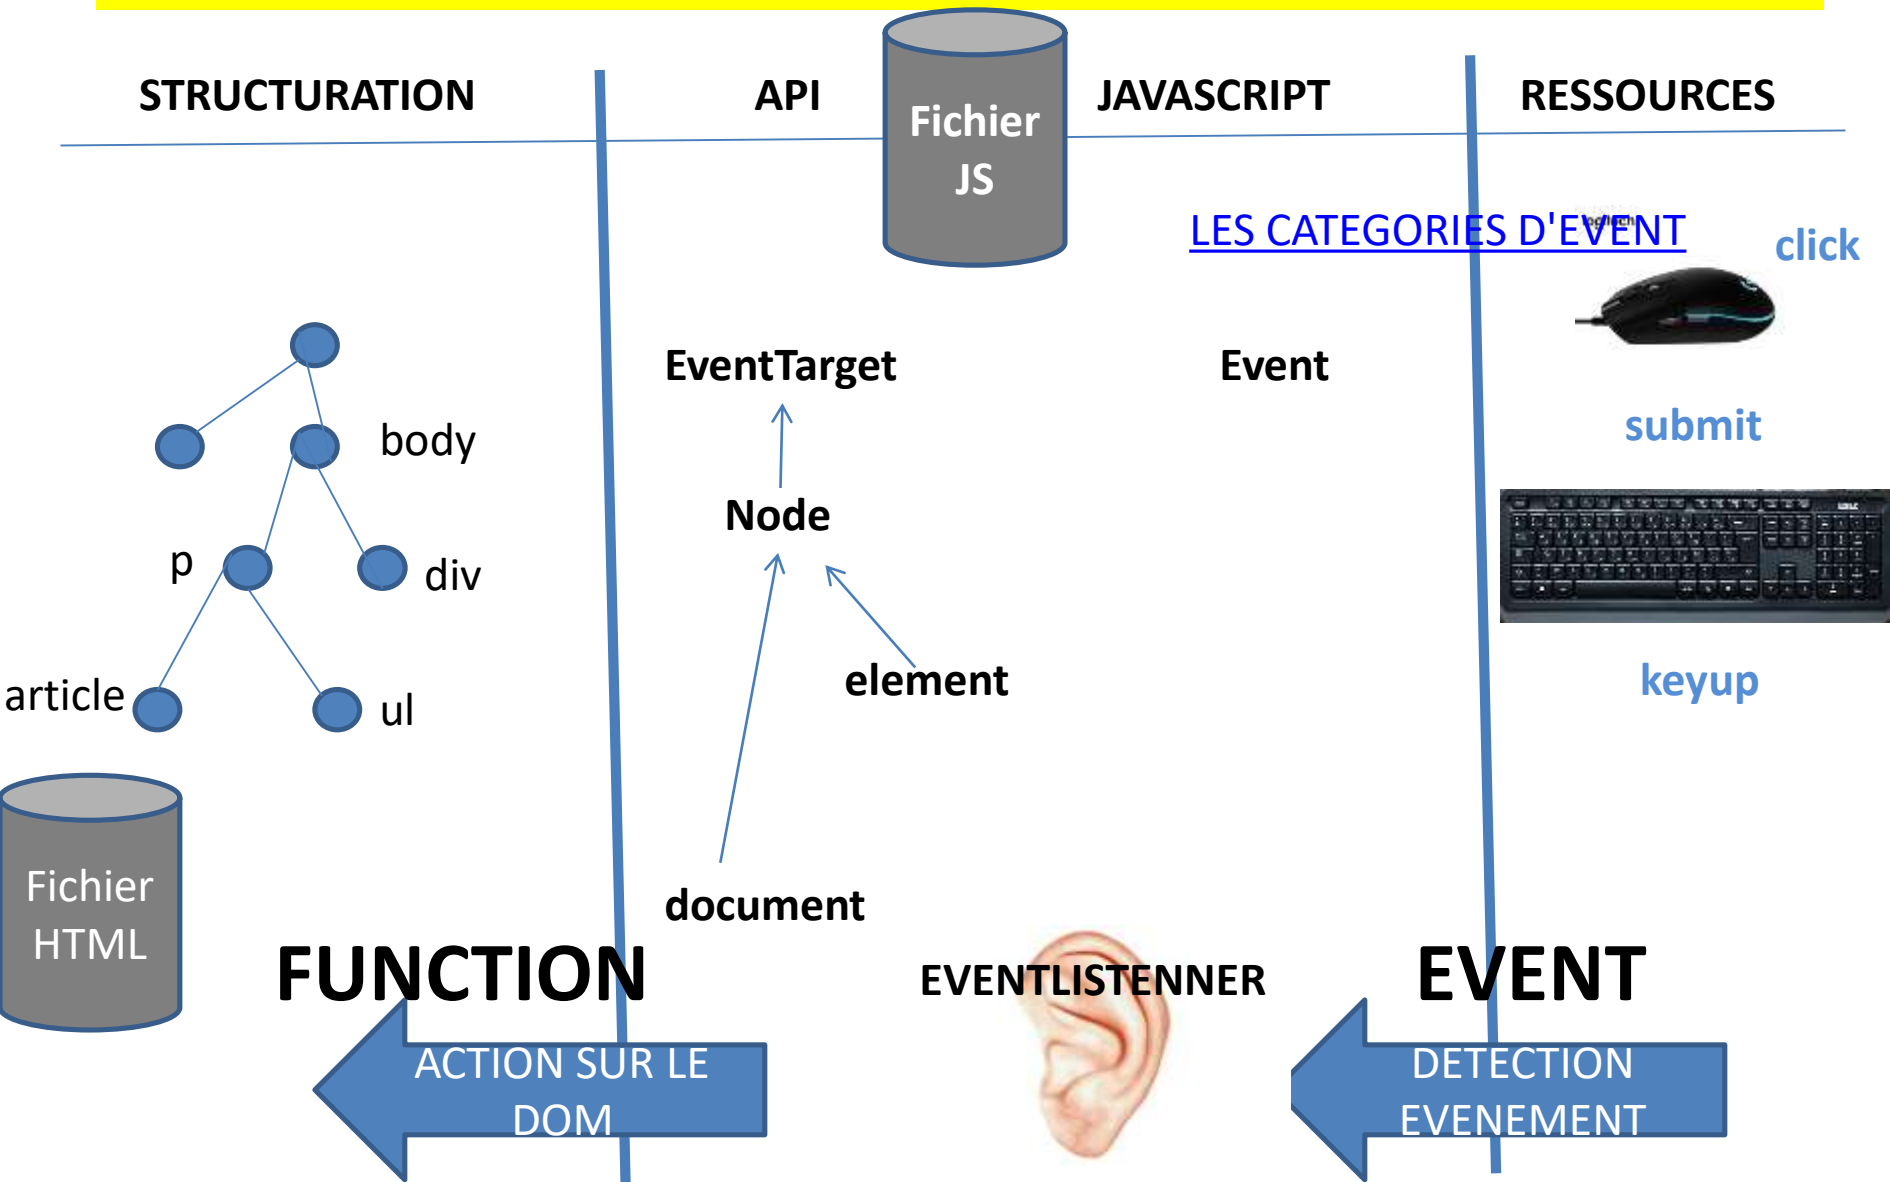 STRUCTURATION
API
JAVASCRIPT
RESSOURCES
Fichier
JS
LES CATEGORIES D'EVENT
click
EventTarget
Event
submit
body
Node
p
div
element
keyup
article
ul
Fichier
HTML
document
FUNCTION
EVENTLISTENNER
EVENT
ACTION SUR LE
DOM
DETECTION
EVENEMENT